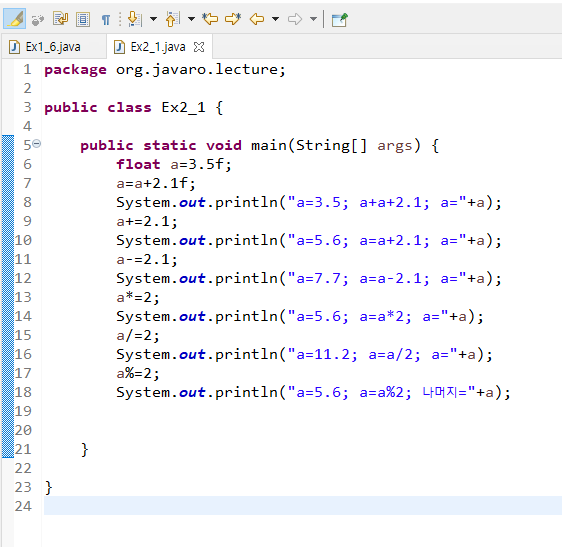 Ex1_6.java
Ex2_1.java
1 package org.javaro.lecture;
2
3 public class Ex2_1 {
4
5 public static void main(String[] args) {
6 float a=3.5f;
7 a=a+2.1f;
8 System.out.println("a=3.5; a+a+2.1; a="+a);
9 a+=2.1;
10 System.out.println("a=5.6; a=a+2.1; a="+a);
11 a-=2.1;
12 System.out.println("a=7.7; a=a-2.1; a="+a);
13 a*=2;
14 System.out.println("a=5.6; a=a*2; a="+a);
15 a/=2;
16 System.out.println("a=11.2; a=a/2; a="+a);
17 a%=2;
18 System.out.println("a=5.6; a=a%2; 나머지="+a);
19
20
21 }
22
23 }
24